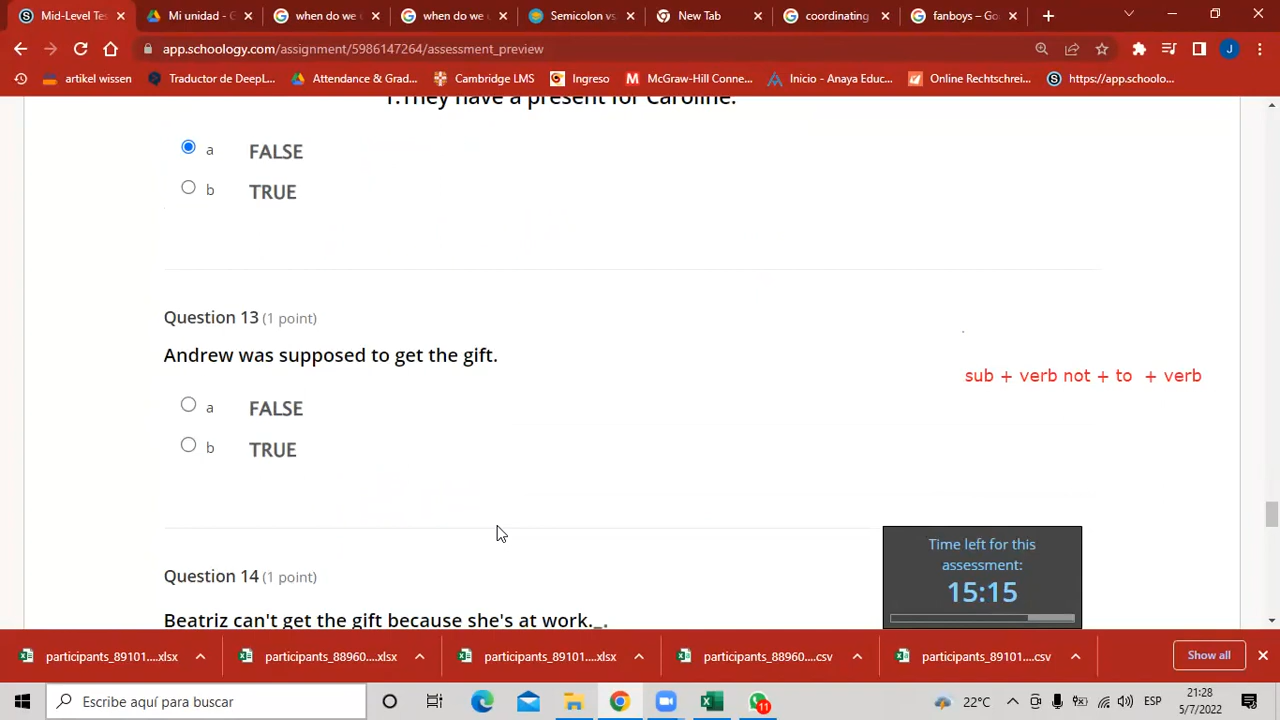 Mid-Level Tes
Mi unidad - G
when do we
when do we
Semicolon vs
New Tab
coordinating
fanboys – Go
app.schoology.com/assignment/5986147264/assessment_preview
J
artikel wissen
Traductor de DeepL...
Attendance & Grad...
Cambridge LMS
Ingreso
McGraw-Hill Conne...
Inicio - Anaya Educ...
Online Rechtschrei...
https://app.schoolo...
1.They have a present for Caroline.
a FALSE
b TRUE
Question 13 (1 point)
Andrew was supposed to get the gift.
sub + verb not + to + verb
a FALSE
b TRUE
Question 14 (1 point)
Beatriz can't get the gift because she's at work._.
Time left for this
assessment:
15:15
participants_89101....xlsx
participants_88960....xlsx
participants_89101....xlsx
participants_88960....csv
participants_89101....csv
Show all
Escribe aquí para buscar
11
22°C
ESP
21:28
5/7/2022